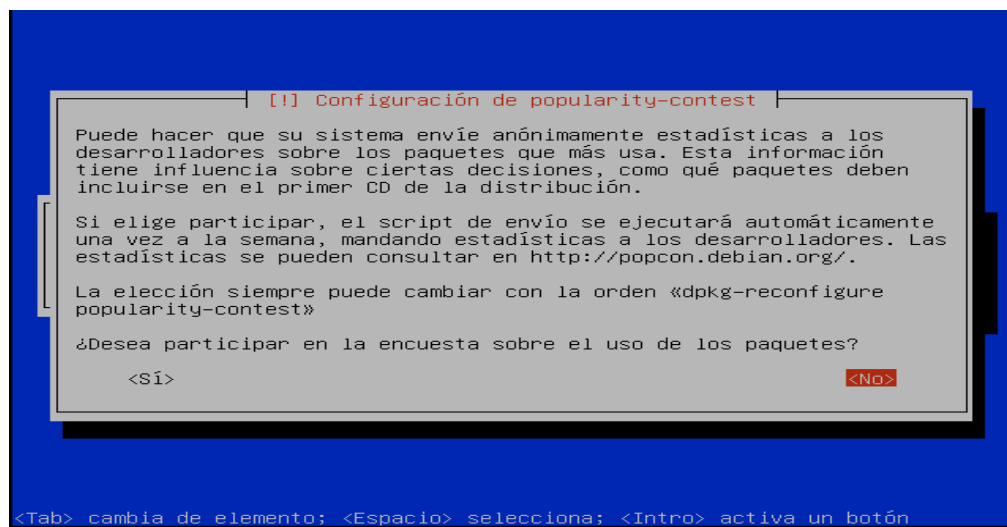 [!] Configuración de popularity-contest
Puede hacer que su sistema envíe anónimamente estadísticas a los
desarrolladores sobre los paquetes que más usa. Esta información
tiene influencia sobre ciertas decisiones, como qué paquetes deben
incluirse en el primer CD de la distribución.
Si elige participar, el script de envío se ejecutará automáticamente
una vez a la semana, mandando estadísticas a los desarrolladores. Las
estadísticas se pueden consultar en http://popcon.debian.org/.
La elección siempre puede cambiar con la orden «dpkg-reconfigure
popularity-contest»
¿Desea participar en la encuesta sobre el uso de los paquetes?
<Sí> <No>
<Tab> cambia de elemento; <Espacio> selecciona; <Intro> activa un botón